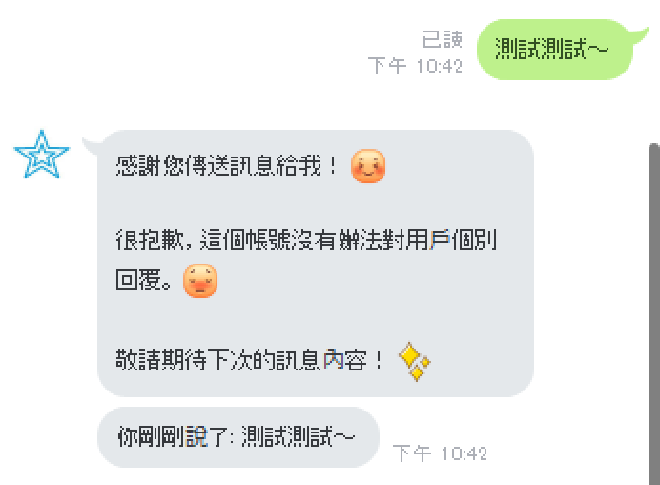 已讀
下午 10:42
測試測試～
感謝您傳送訊息給我！
很抱歉, 這個帳號沒有辦法對用戶個別
回覆。
敬請期待下次的訊息內容！
你剛剛說了: 測試測試～
下午 10:42